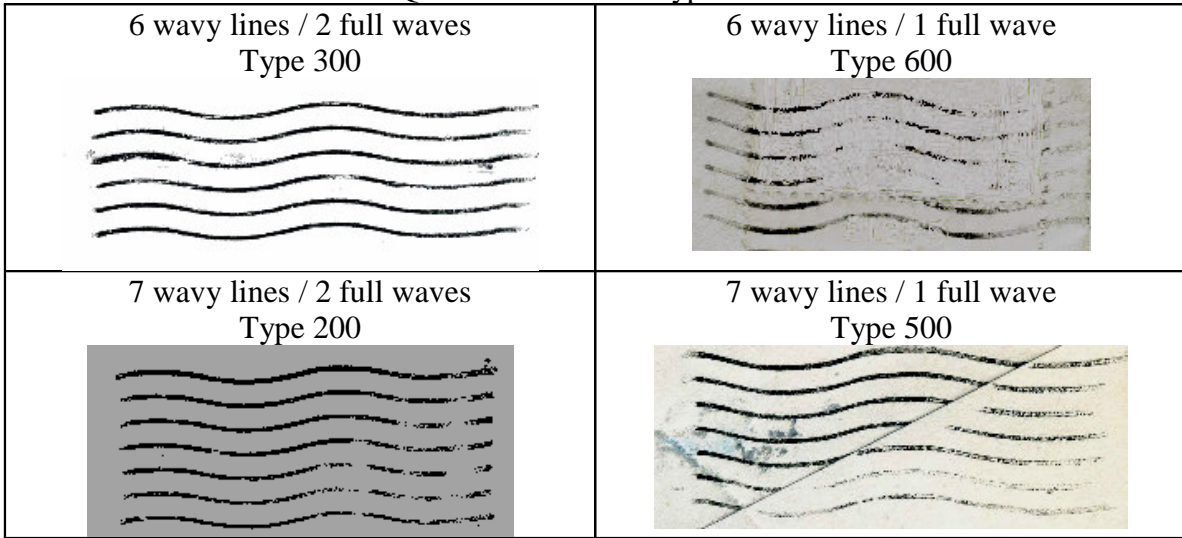 6 wavy lines / 2 full waves
Type 300
6 wavy lines / 1 full wave
Type 600
7 wavy lines / 2 full waves
Type 200
7 wavy lines / 1 full wave
Type 500